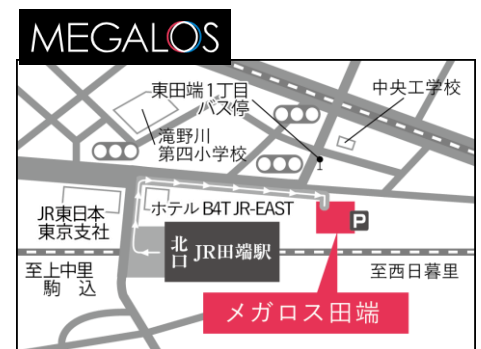 MEGALOS
東田端1丁目
バス停
中央工学校
滝野川
第四小学校
JR東日本
東京支社
ホテル B4T JR-EAST
P
北口
JR田端駅
至上中里
駒 込
至西日暮里
メガロス田端